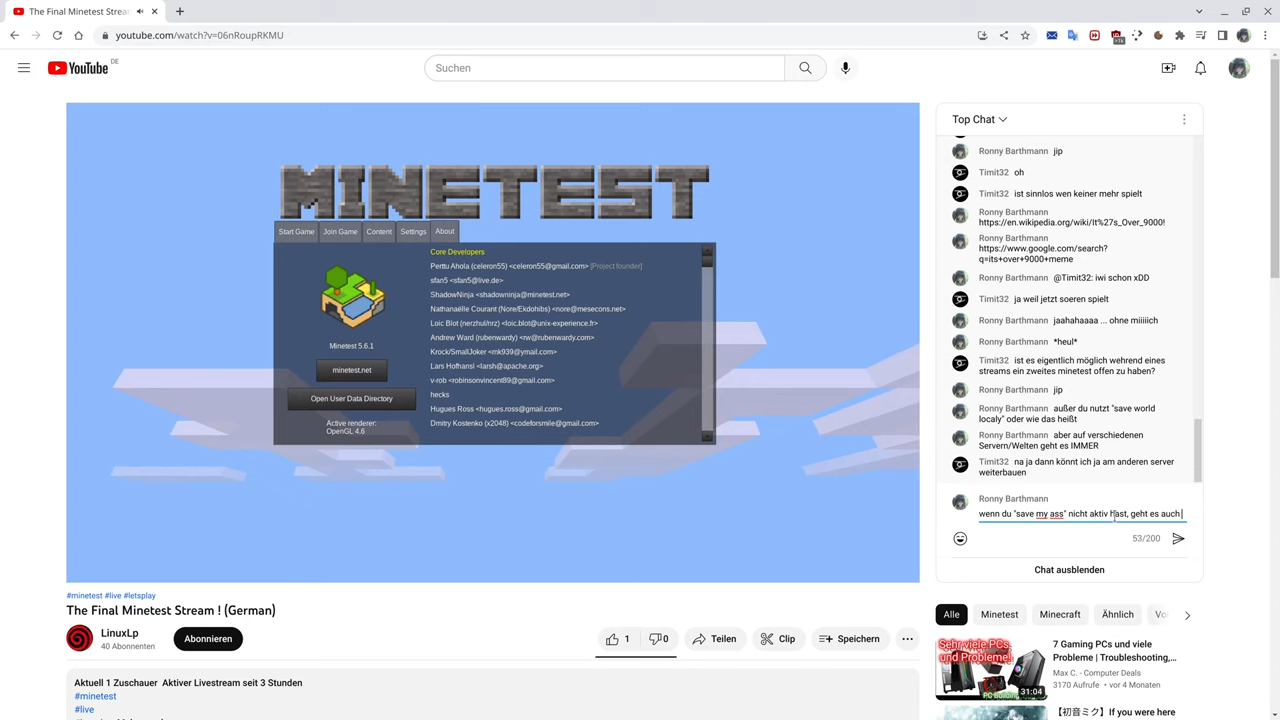 The Final Minetest Stream
youtube.com/watch?v=06nRoupRKMU
YouTube DE
Suchen
MINETEST
Start Game
Join Game
Content
Settings
About
Minetest 5.6.1
minetest.net
Open User Data Directory
Active renderer:
OpenGL 4.6
Core Developers
Perttu Ahola (celeron55) <celeron55@gmail.com> [Project founder]
sfan5 <sfan5@live.de>
ShadowNinja <shadowninja@minetest.net>
Nathanaëlle Courant (Nore/Ekdohibs) <nore@mesecons.net>
Loic Blot (nerzhul/nrz) <loic.blot@unix-experience.fr>
Andrew Ward (rubenwardy) <rw@rubenwardy.com>
Krock/SmallJoker <mk939@ymail.com>
Lars Hofhansl <larsh@apache.org>
v-rob <robinsonvincent89@gmail.com>
hecks
Hugues Ross <hugues.ross@gmail.com>
Dmitry Kostenko (x2048) <codeforsmile@gmail.com>
#minetest #live #letsplay
The Final Minetest Stream ! (German)
LinuxLp
40 Abonnenten
Abonnieren
1
0
Teilen
Clip
Speichern
Aktuell 1 Zuschauer Aktiver Livestream seit 3 Stunden
#minetest
#live
Top Chat
Ronny Barthmann jip
Timit32 oh
Timit32 ist sinlos wen keiner mehr spielt
Ronny Barthmann
https://en.wikipedia.org/wiki/It%27s_Over_9000!
Ronny Barthmann
https://www.google.com/search?
q=its+over+9000+meme
Ronny Barthmann @Timit32: iwi schon xDD
Timit32 ja weil jetzt soeren spielt
Ronny Barthmann jaahahaaaa ... ohne miiiiich
Ronny Barthmann *heul*
Timit32 ist es eigentlich möglich wehrend eines
streams ein zweites minetest offen zu haben?
Ronny Barthmann jip
Ronny Barthmann außer du nutzt "save world
localy" oder wie das heißt
Ronny Barthmann aber auf verschiedenen
Servern/Welten geht es IMMER
Timit32 na ja dann könnt ich ja am anderen server
weiterbauen
Ronny Barthmann
wenn du "save my ass" nicht aktiv hast, geht es auch
53/200
Chat ausblenden
Alle
Minetest
Minecraft
Ähnlich
Sehr viele PCs
und Probleme!
31:04
7 Gaming PCs und viele
Probleme | Troubleshooting,...
Max C. - Computer Deals
3170 Aufrufe • vor 4 Monaten
【初音ミク】If you were here